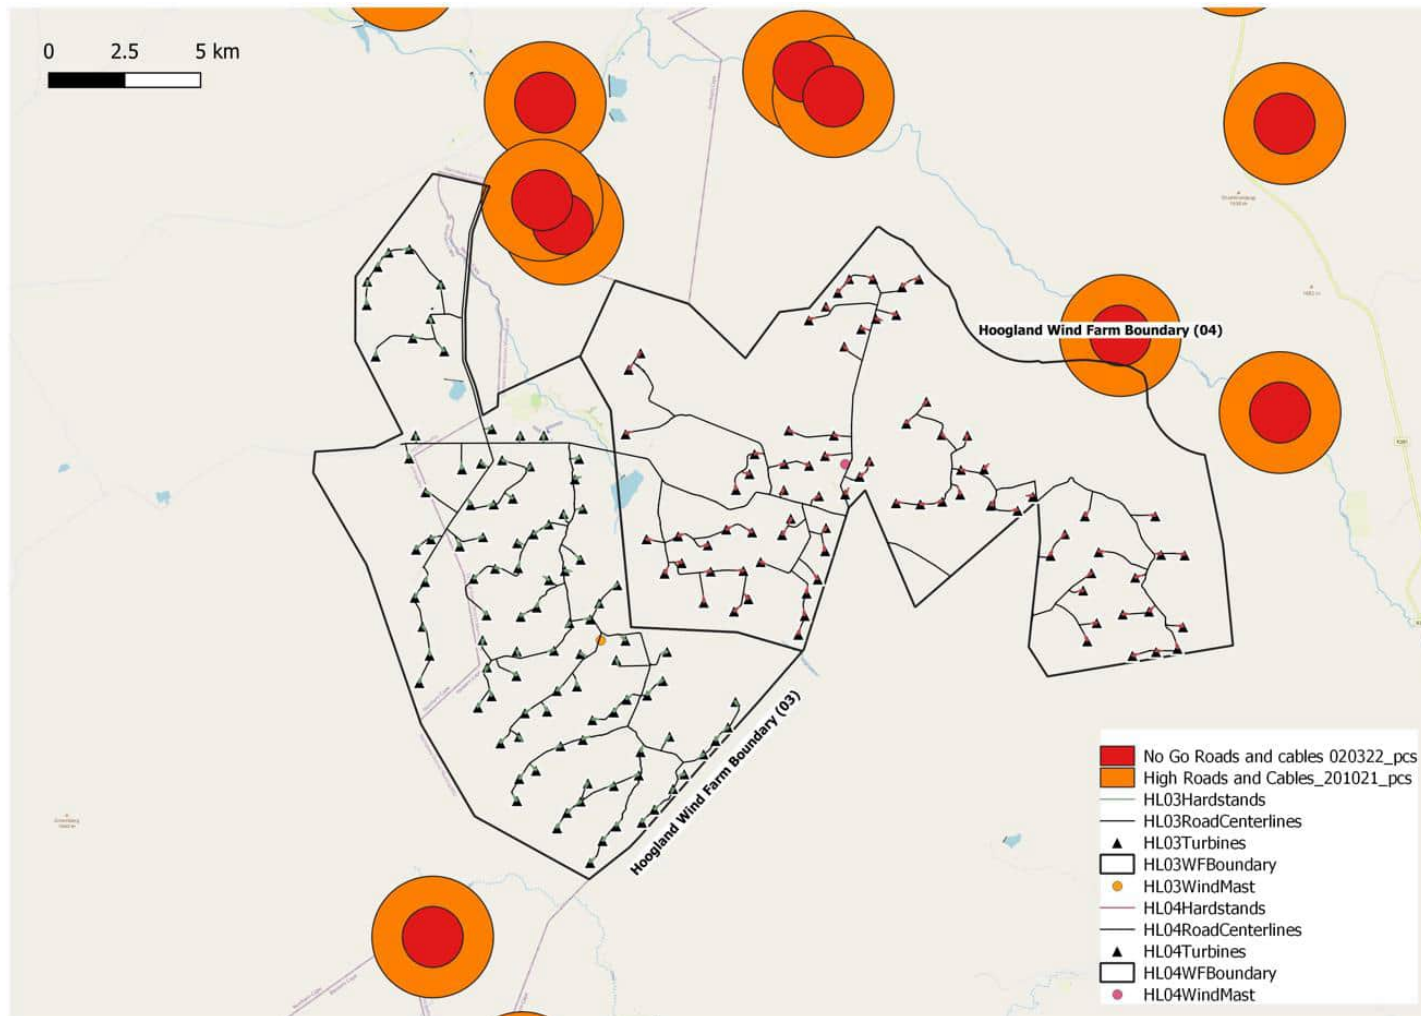 0 2.5 5 km
Hoogland Wind Farm Boundary (04)
Hoogland Wind Farm Boundary (03)
No Go Roads and cables 020322_pcs
High Roads and Cables_201021_pcs
HL03Hardstands
HL03RoadCenterlines
HL03Turbines
HL03WFBoundary
HL03WindMast
HL04Hardstands
HL04RoadCenterlines
HL04Turbines
HL04WFBoundary
HL04WindMast